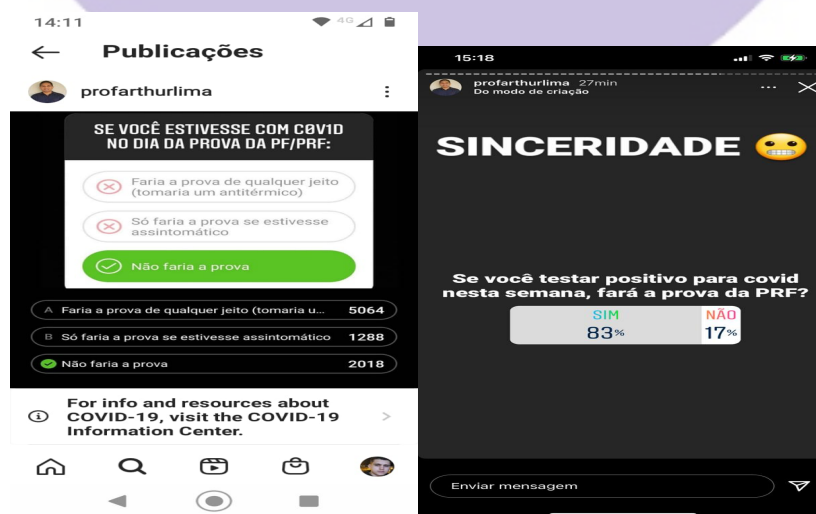 14:11
4G
Publicações
profarthurlima
SE VOCÊ ESTIVESSE COM C0V1D
NO DIA DA PROVA DA PF/PRF:
Faria a prova de qualquer jeito
(tomaria um antitérmico)
Só faria a prova se estivesse
assintomático
Não faria a prova
A Faria a prova de qualquer jeito (tomaria u... 5064
B Só faria a prova se estivesse assintomático 1288
Não faria a prova 2018
For info and resources about
COVID-19, visit the COVID-19
Information Center.
15:18
profarthurlima 27min
Do modo de criação
SINCERIDADE
Se você testar positivo para covid
nesta semana, fará a prova da PRF?
SIM NÃO
83% 17%
Enviar mensagem